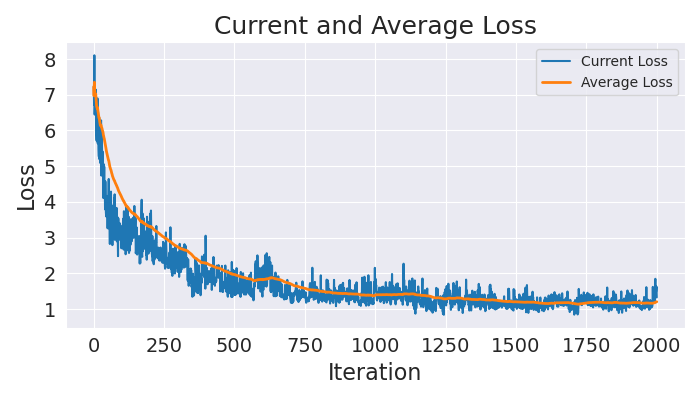 Current and Average Loss
Current Loss
Average Loss
Loss
8
7
6
5
4
3
2
1
0 250 500 750 1000 1250 1500 1750 2000
Iteration